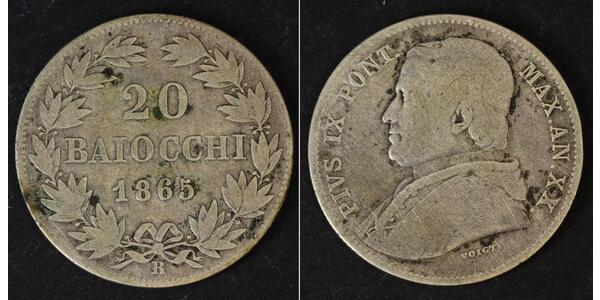 20
BAIOCCHI
1865
R
PIUS IX PONT. MAX AN XX
VOIGT